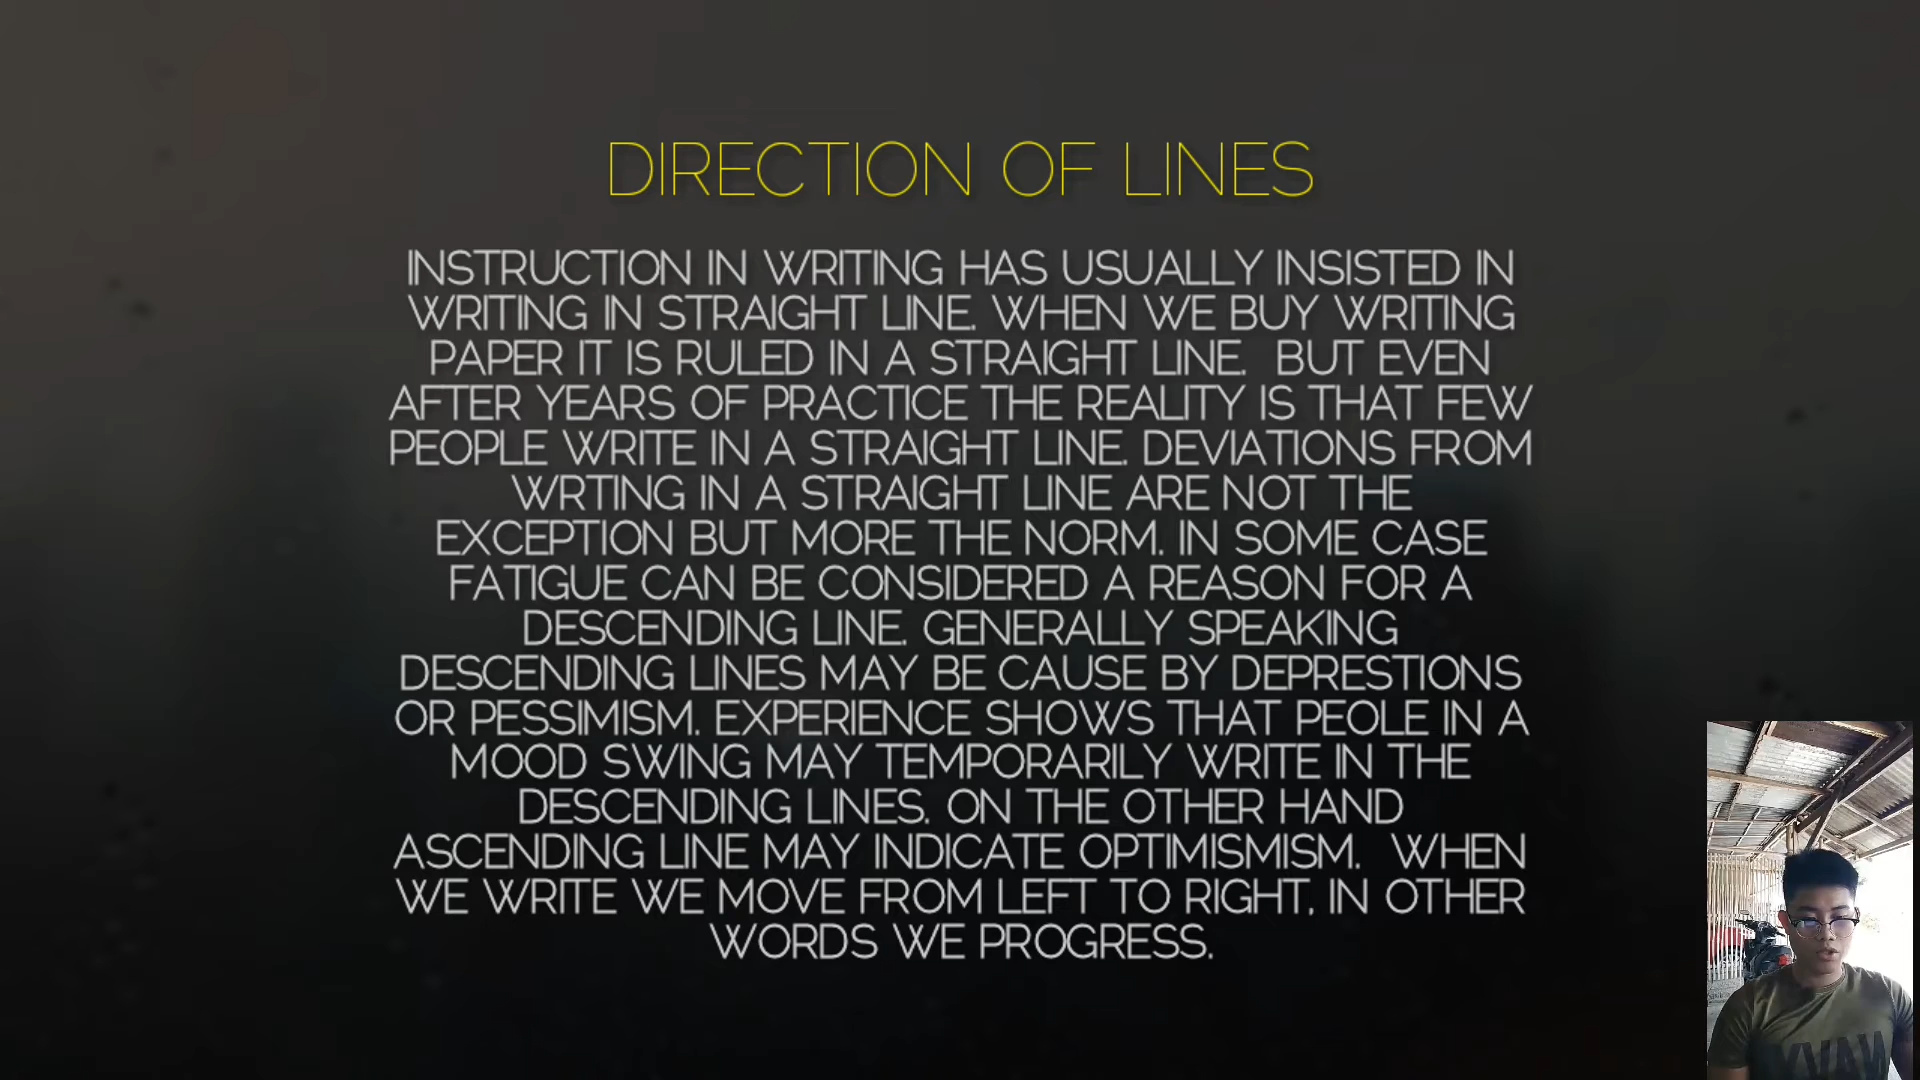 DIRECTION OF LINES
INSTRUCTION IN WRITING HAS USUALLY INSISTED IN
WRITING IN STRAIGHT LINE. WHEN WE BUY WRITING
PAPER IT IS RULED IN A STRAIGHT LINE. BUT EVEN
AFTER YEARS OF PRACTICE THE REALITY IS THAT FEW
PEOPLE WRITE IN A STRAIGHT LINE. DEVIATIONS FROM
WRTING IN A STRAIGHT LINE ARE NOT THE
EXCEPTION BUT MORE THE NORM. IN SOME CASE
FATIGUE CAN BE CONSIDERED A REASON FOR A
DESCENDING LINE. GENERALLY SPEAKING
DESCENDING LINES MAY BE CAUSE BY DEPRESTIONS
OR PESSIMISM. EXPERIENCE SHOWS THAT PEOLE IN A
MOOD SWING MAY TEMPORARILY WRITE IN THE
DESCENDING LINES. ON THE OTHER HAND
ASCENDING LINE MAY INDICATE OPTIMISMISM. WHEN
WE WRITE WE MOVE FROM LEFT TO RIGHT, IN OTHER
WORDS WE PROGRESS.
NAVY